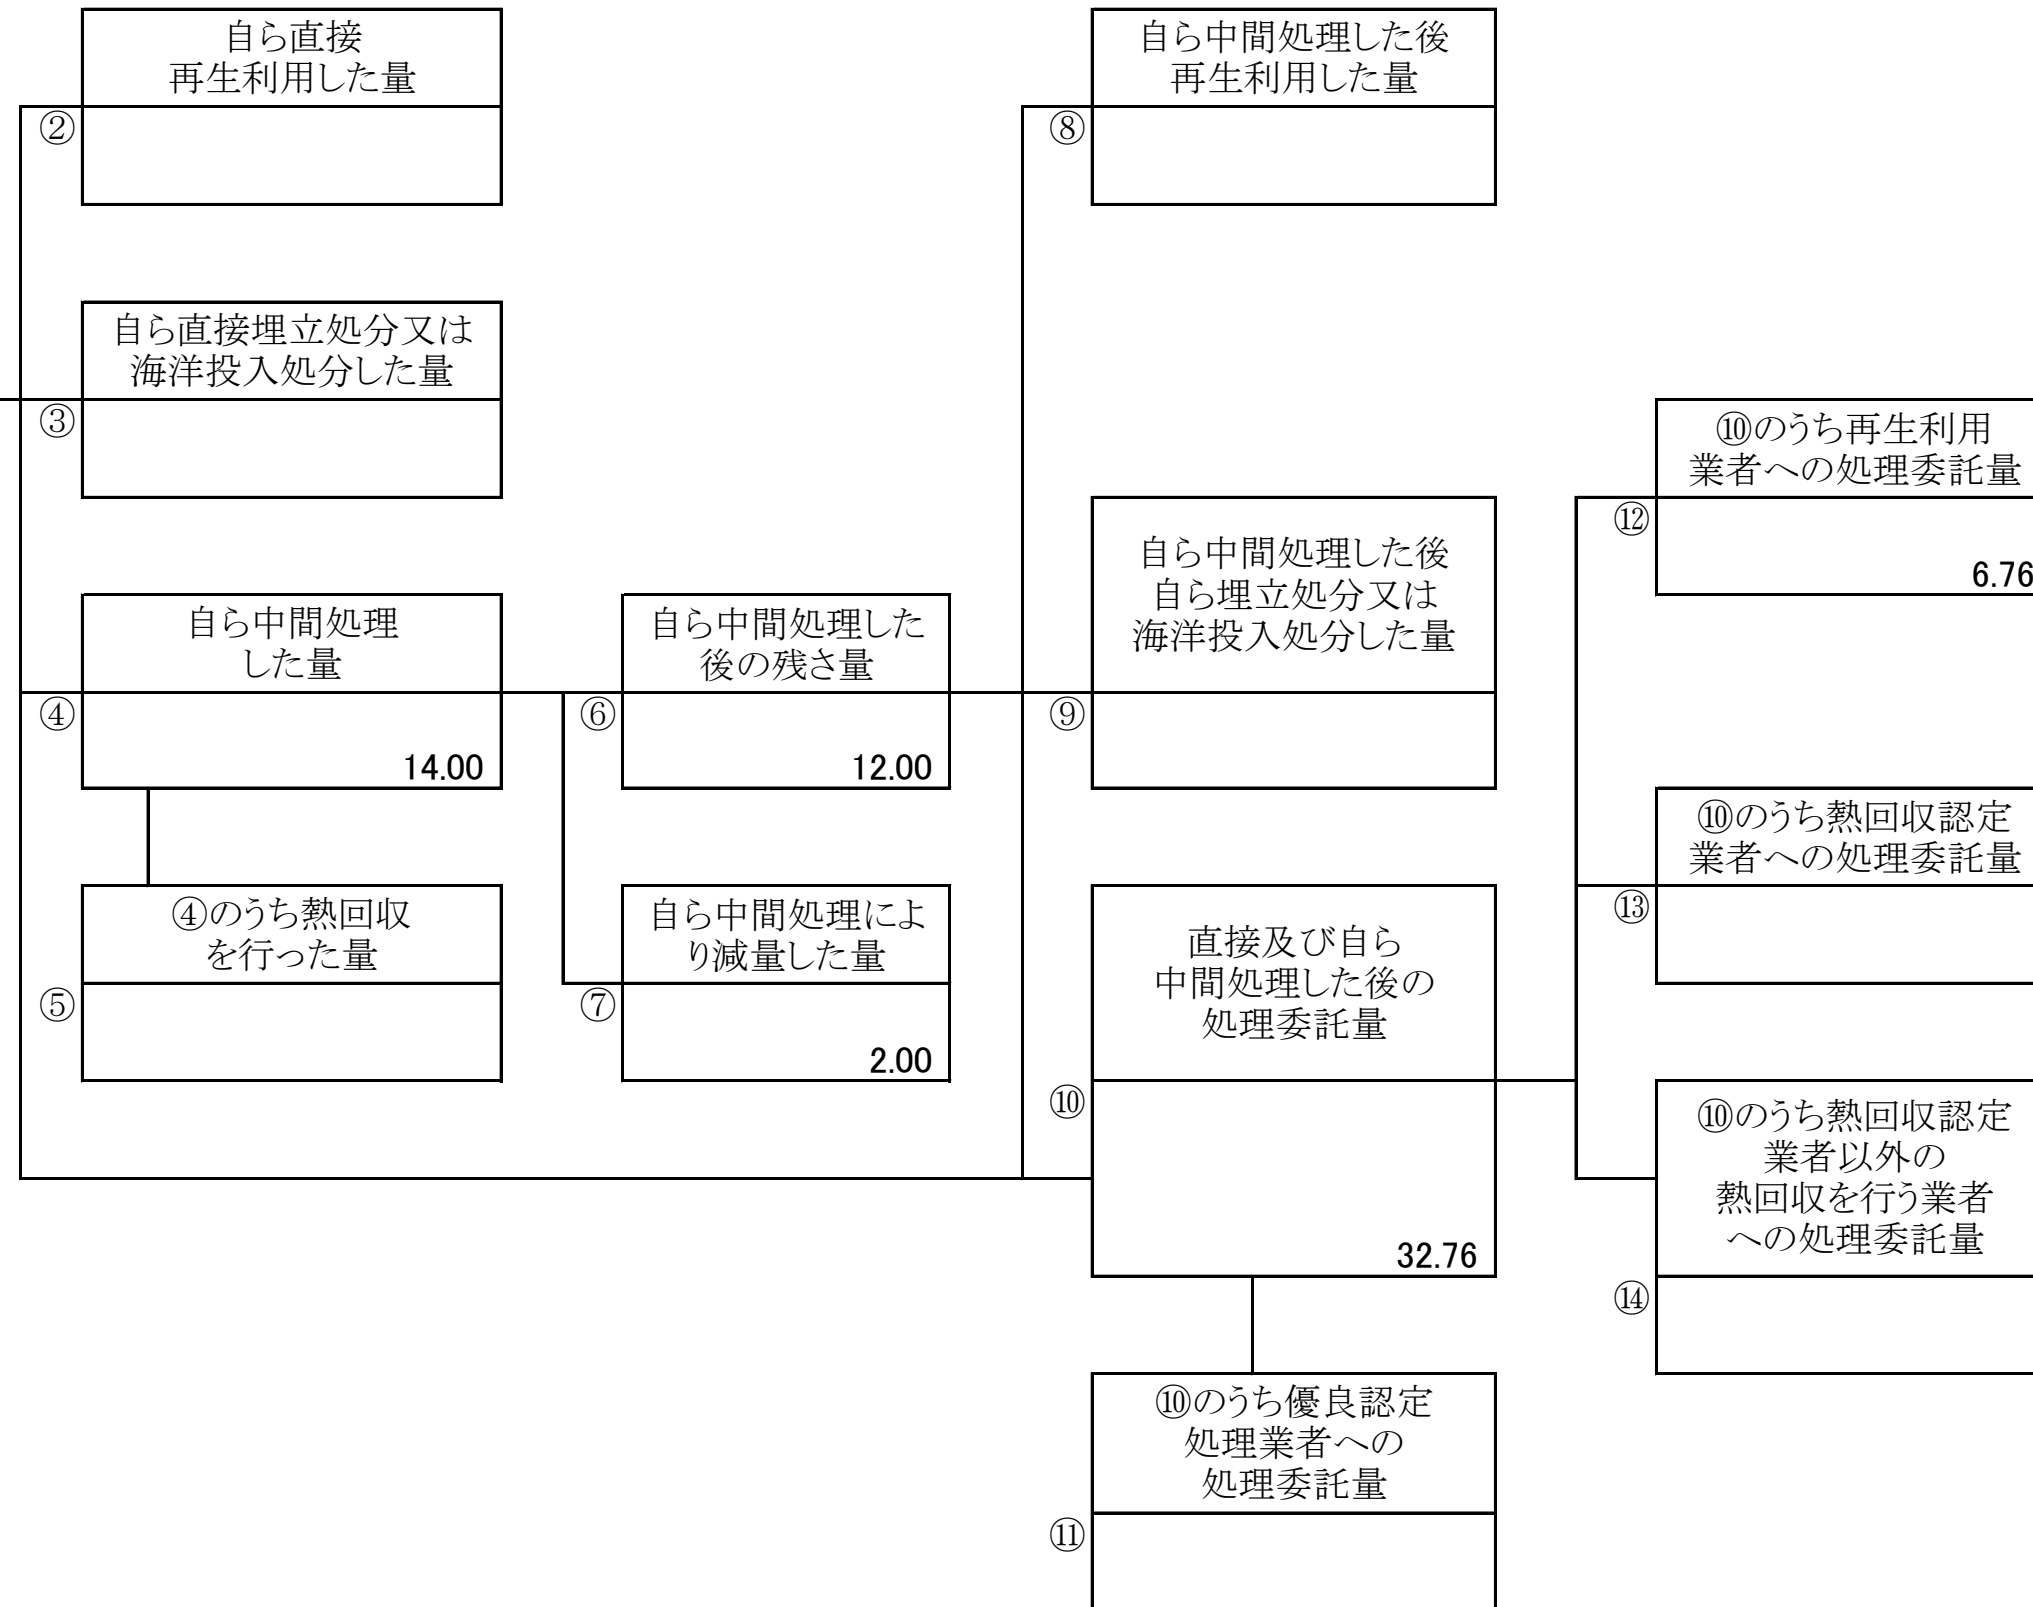 自ら直接
再生利用した量
②
自ら中間処理した後
再生利用した量
⑧
自ら直接埋立処分又は
海洋投入処分した量
③
⑩のうち再生利用
業者への処理委託量
⑫
6.76
自ら中間処理した後
自ら埋立処分又は
海洋投入処分した量
⑨
自ら中間処理
した量
④
14.00
自ら中間処理した
後の残さ量
⑥
12.00
⑩のうち熱回収認定
業者への処理委託量
⑬
④のうち熱回収
を行った量
⑤
自ら中間処理によ
り減量した量
⑦
2.00
直接及び自ら
中間処理した後の
処理委託量
⑩
32.76
⑩のうち熱回収認定
業者以外の
熱回収を行う業者
への処理委託量
⑭
⑩のうち優良認定
処理業者への
処理委託量
⑪